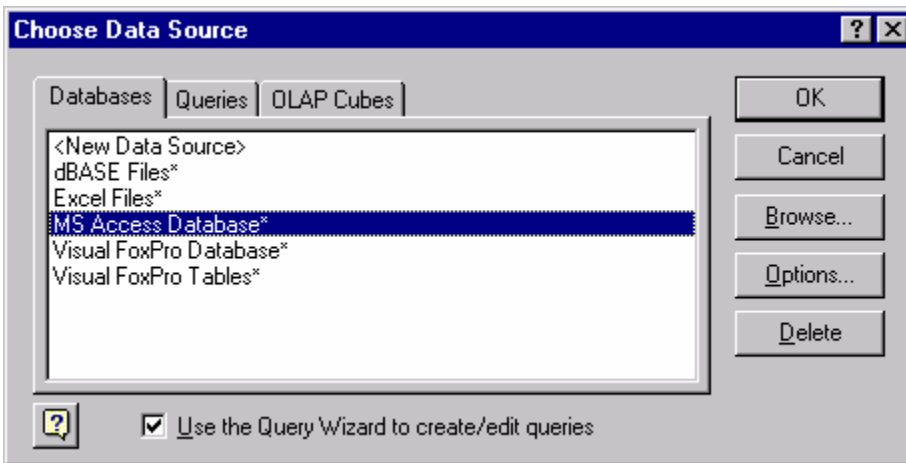 Choose Data Source
Databases Queries OLAP Cubes
<New Data Source>
dBASE Files*
Excel Files*
MS Access Database*
Visual FoxPro Database*
Visual FoxPro Tables*
OK
Cancel
Browse...
Options...
Delete
Use the Query Wizard to create/edit queries